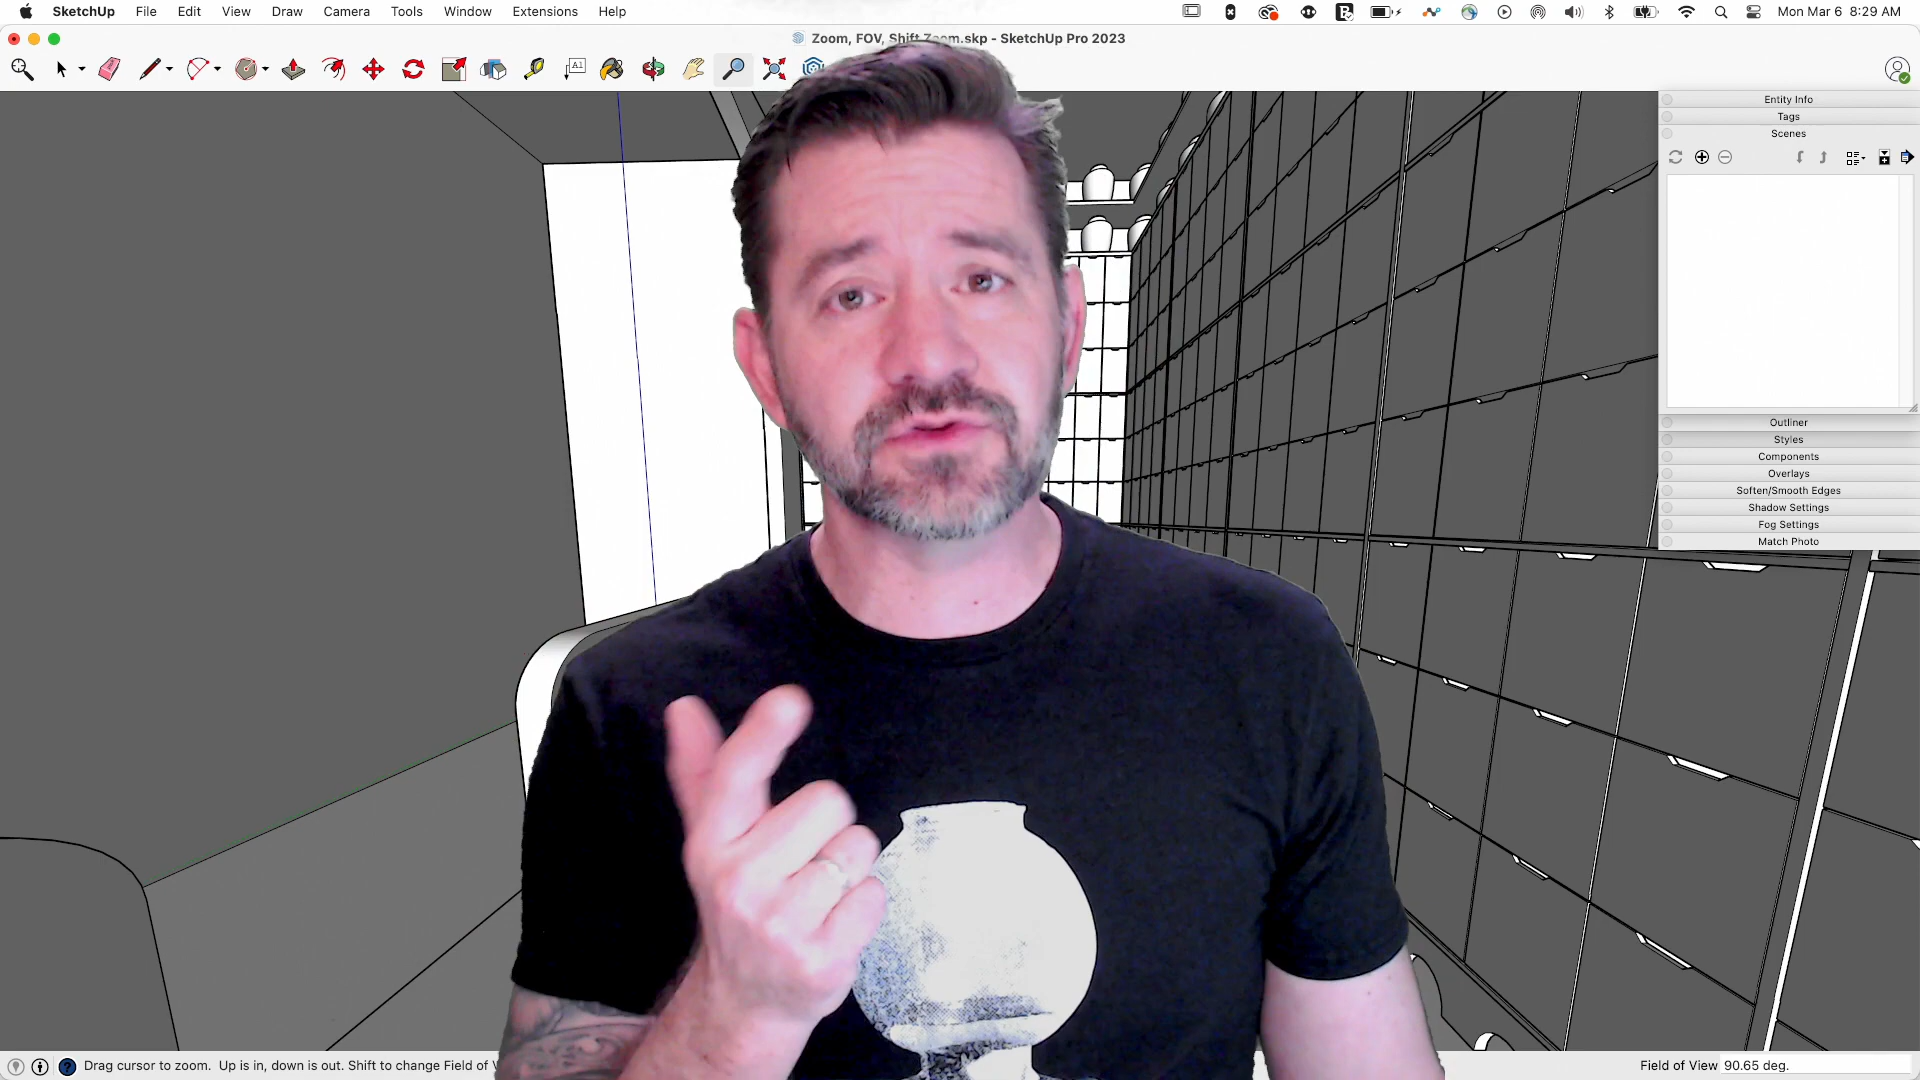 SketchUp File Edit View Draw Camera Tools Window Extensions Help Mon Mar 6 8:29 AM
Zoom, FOV, Shift Zoom.skp - SketchUp Pro 2023
A1
Entity Info
Tags
Scenes
Outliner
Styles
Components
Overlays
Soften/Smooth Edges
Shadow Settings
Fog Settings
Match Photo
Drag cursor to zoom. Up is in, down is out. Shift to change Field of
Field of View 90.65 deg.